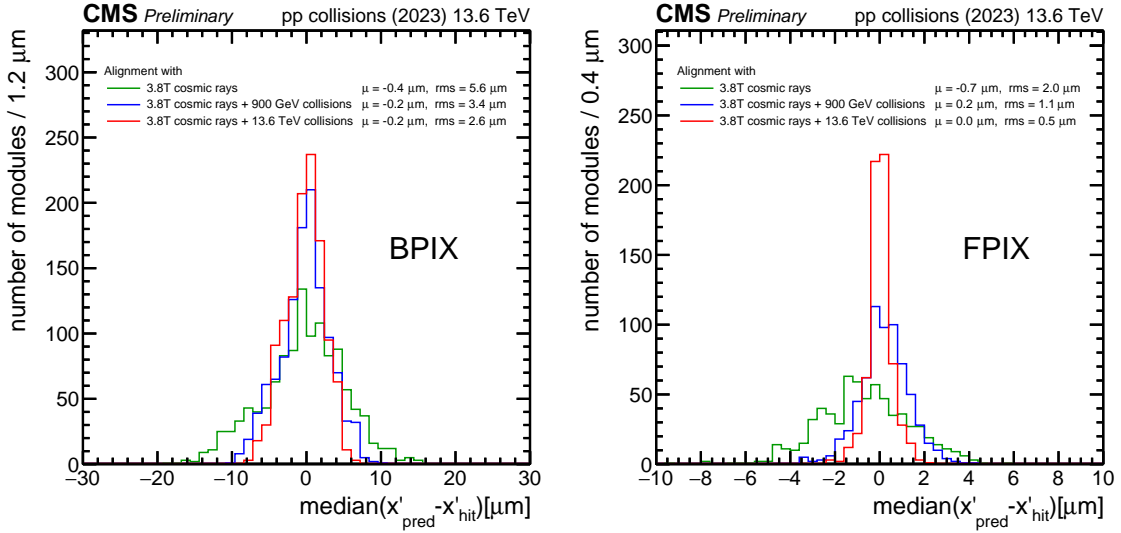 CMS Preliminary pp collisions (2023) 13.6 TeV
number of modules / 1.2 μm
300
250
200
150
100
50
0
Alignment with
3.8T cosmic rays μ = -0.4 μm, rms = 5.6 μm
3.8T cosmic rays + 900 GeV collisions μ = -0.2 μm, rms = 3.4 μm
3.8T cosmic rays + 13.6 TeV collisions μ = -0.2 μm, rms = 2.6 μm
BPIX
−30 −20 −10 0 10 20 30
median(x'pred-x'hit)[μm]
CMS Preliminary pp collisions (2023) 13.6 TeV
number of modules / 0.4 μm
300
250
200
150
100
50
0
Alignment with
3.8T cosmic rays μ = -0.7 μm, rms = 2.0 μm
3.8T cosmic rays + 900 GeV collisions μ = 0.2 μm, rms = 1.1 μm
3.8T cosmic rays + 13.6 TeV collisions μ = 0.0 μm, rms = 0.5 μm
FPIX
−10 −8 −6 −4 −2 0 2 4 6 8 10
median(x'pred-x'hit)[μm]